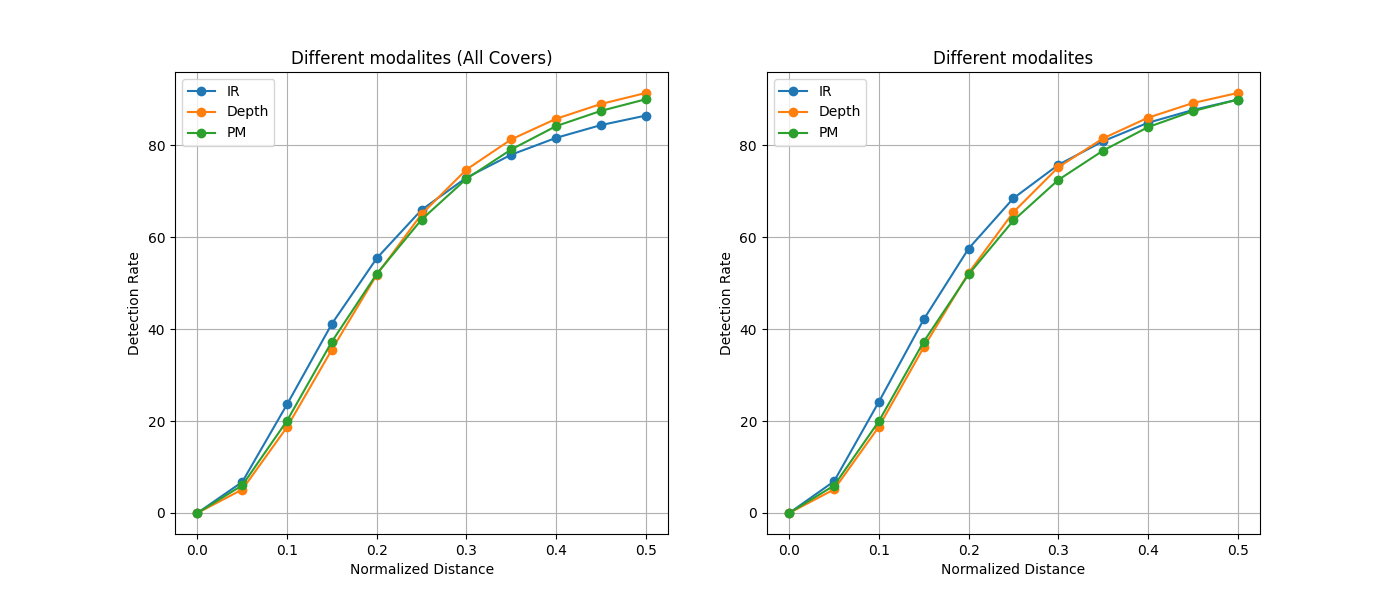 Different modalites (All Covers)
IR
Depth
PM
80
60
40
20
0
Detection Rate
0.0 0.1 0.2 0.3 0.4 0.5
Normalized Distance
Different modalites
IR
Depth
PM
80
60
40
20
0
Detection Rate
0.0 0.1 0.2 0.3 0.4 0.5
Normalized Distance